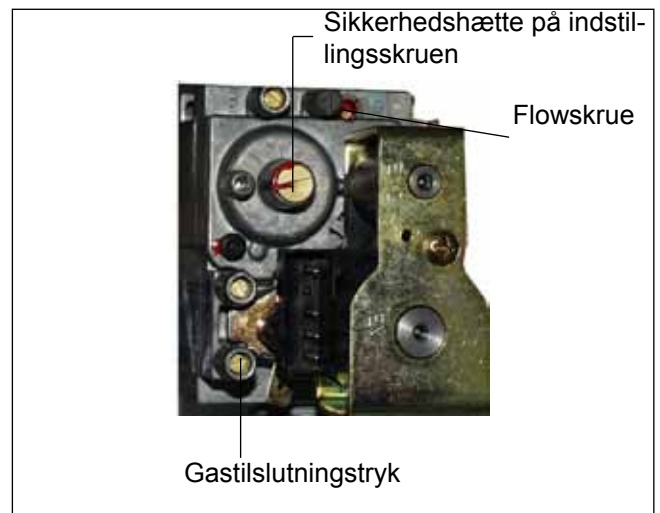 Sikkerhedshætte på indstil-
lingsskruen
Flowskrue
Gastilslutningstryk